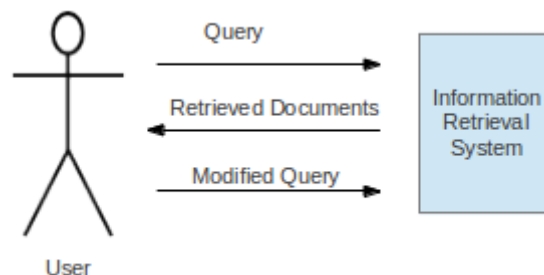 Query
Retrieved Documents
Modified Query
Information
Retrieval
System
User